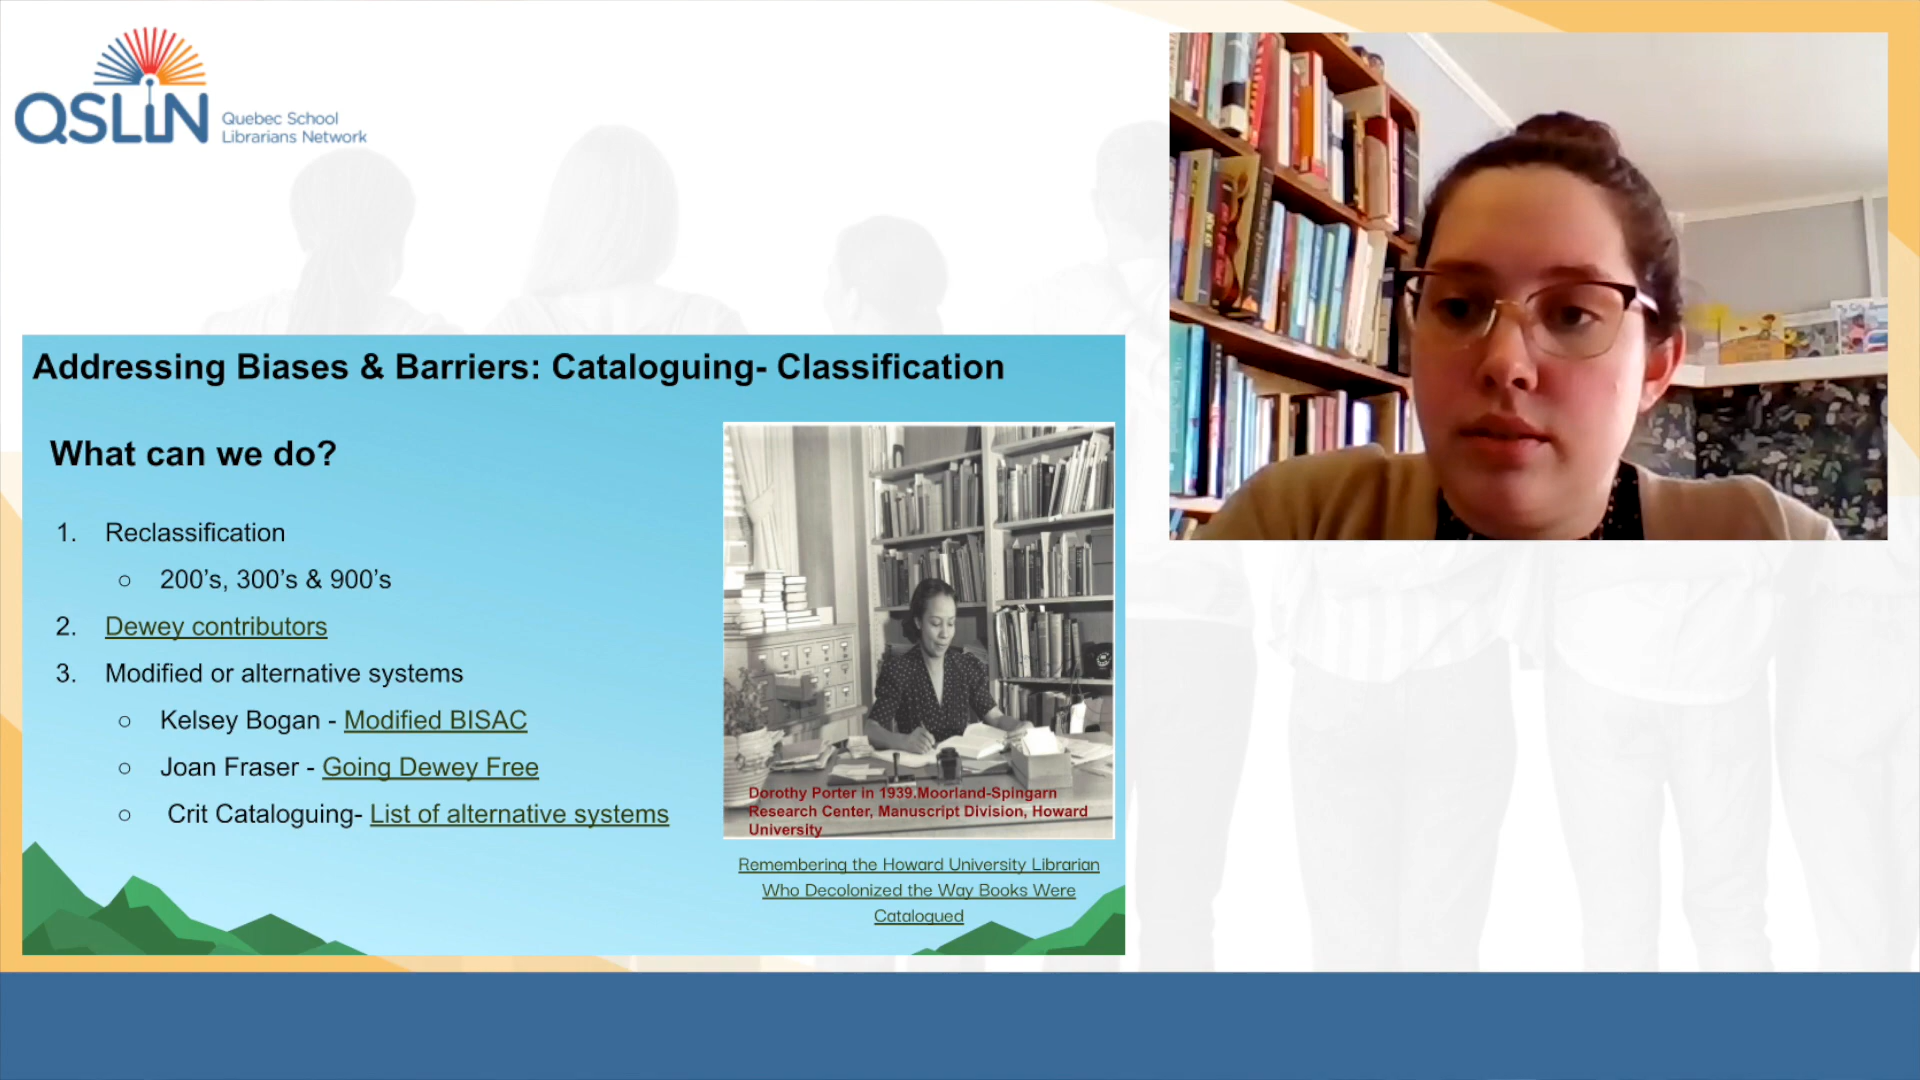 QSLiN
Quebec School
Librarians Network
Addressing Biases & Barriers: Cataloguing- Classification
What can we do?
1. Reclassification
○ 200's, 300's & 900's
2. Dewey contributors
3. Modified or alternative systems
○ Kelsey Bogan - Modified BISAC
○ Joan Fraser - Going Dewey Free
○ Crit Cataloguing- List of alternative systems
Dorothy Porter in 1939.Moorland-Spingarn
Research Center, Manuscript Division, Howard
University
Remembering the Howard University Librarian
Who Decolonized the Way Books Were
Catalogued